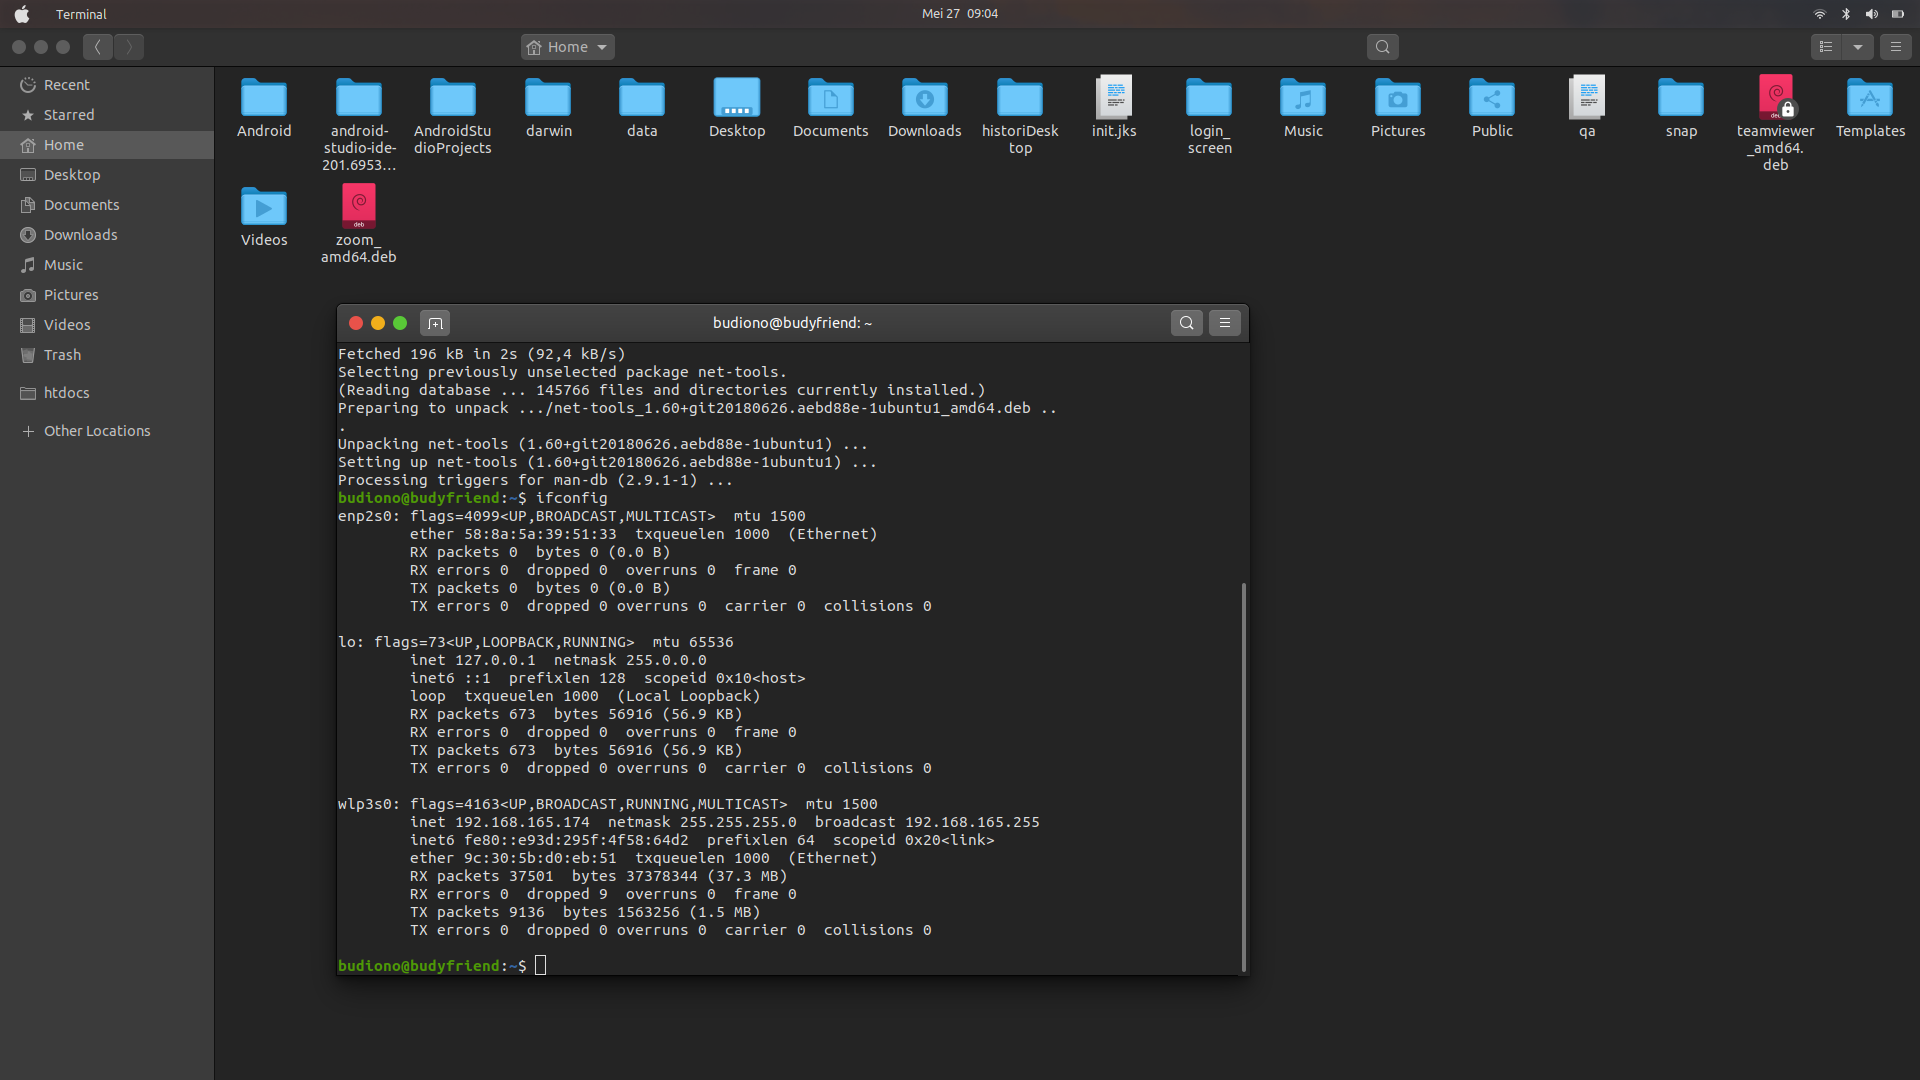 Terminal
Mei 27 09:04
Home
Recent
Starred
Home
Desktop
Documents
Downloads
Music
Pictures
Videos
Trash
htdocs
Other Locations
Android
android-
studio-ide-
201.6953...
AndroidStu
dioProjects
darwin
data
Desktop
Documents
Downloads
historiDesk
top
init.jks
login_
screen
Music
Pictures
Public
qa
snap
teamviewer
_amd64.
deb
Templates
Videos
deb
zoom_
amd64.deb
budiono@budyfriend: ~
Fetched 196 kB in 2s (92,4 kB/s)
Selecting previously unselected package net-tools.
(Reading database ... 145766 files and directories currently installed.)
Preparing to unpack .../net-tools_1.60+git20180626.aebd88e-1ubuntu1_amd64.deb ..
.
Unpacking net-tools (1.60+git20180626.aebd88e-1ubuntu1) ...
Setting up net-tools (1.60+git20180626.aebd88e-1ubuntu1) ...
Processing triggers for man-db (2.9.1-1) ...
budiono@budyfriend:~$ ifconfig
enp2s0: flags=4099<UP,BROADCAST,MULTICAST>  mtu 1500
        ether 58:8a:5a:39:51:33  txqueuelen 1000  (Ethernet)
        RX packets 0  bytes 0 (0.0 B)
        RX errors 0  dropped 0  overruns 0  frame 0
        TX packets 0  bytes 0 (0.0 B)
        TX errors 0  dropped 0 overruns 0  carrier 0  collisions 0
lo: flags=73<UP,LOOPBACK,RUNNING>  mtu 65536
        inet 127.0.0.1  netmask 255.0.0.0
        inet6 ::1  prefixlen 128  scopeid 0x10<host>
        loop  txqueuelen 1000  (Local Loopback)
        RX packets 673  bytes 56916 (56.9 KB)
        RX errors 0  dropped 0  overruns 0  frame 0
        TX packets 673  bytes 56916 (56.9 KB)
        TX errors 0  dropped 0 overruns 0  carrier 0  collisions 0
wlp3s0: flags=4163<UP,BROADCAST,RUNNING,MULTICAST>  mtu 1500
        inet 192.168.165.174  netmask 255.255.255.0  broadcast 192.168.165.255
        inet6 fe80::e93d:295f:4f58:64d2  prefixlen 64  scopeid 0x20<link>
        ether 9c:30:5b:d0:eb:51  txqueuelen 1000  (Ethernet)
        RX packets 37501  bytes 37378344 (37.3 MB)
        RX errors 0  dropped 9  overruns 0  frame 0
        TX packets 9136  bytes 1563256 (1.5 MB)
        TX errors 0  dropped 0 overruns 0  carrier 0  collisions 0
budiono@budyfriend:~$